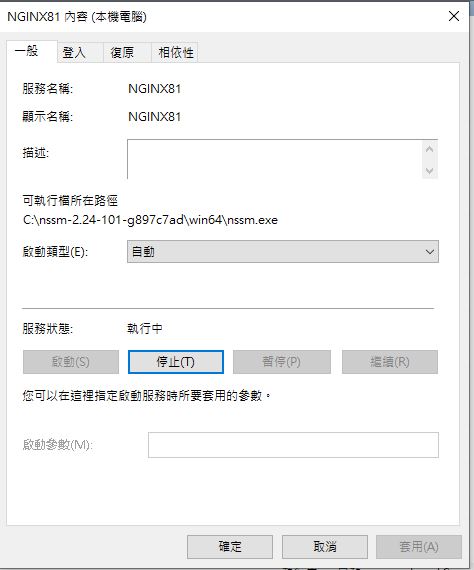 NGINX81 內容 (本機電腦)
一般 登入 復原 相依性
服務名稱: NGINX81
顯示名稱: NGINX81
描述:
可執行檔所在路徑
C:\nssm-2.24-101-g897c7ad\win64\nssm.exe
啟動類型(E): 自動
服務狀態: 執行中
啟動(S) 停止(T) 暫停(P) 繼續(R)
您可以在這裡指定啟動服務時所要套用的參數。
啟動參數(M):
確定 取消 套用(A)